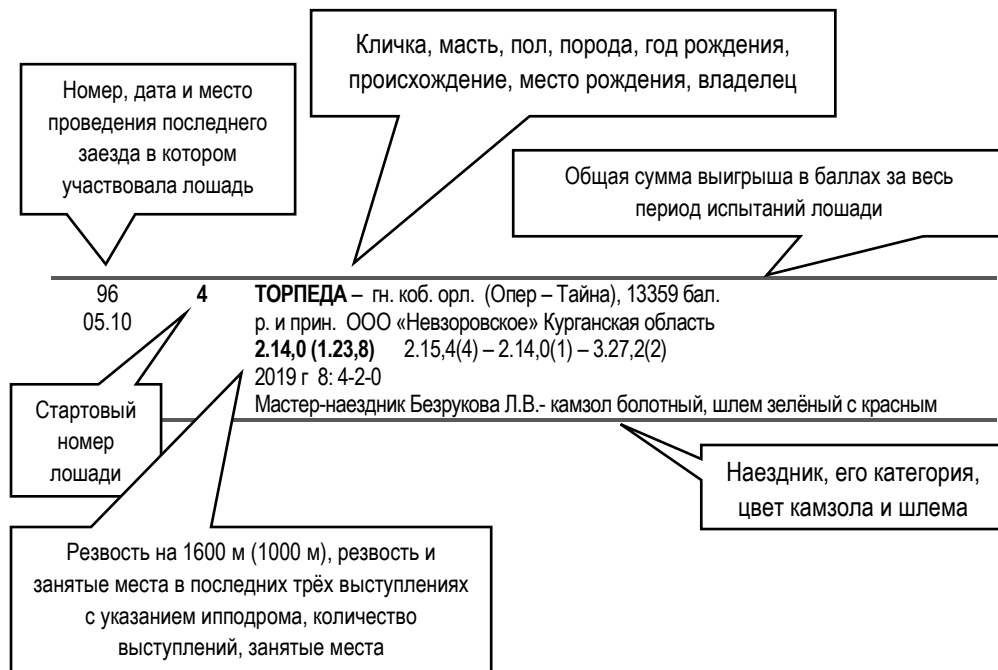 Кличка, масть, пол, порода, год рождения,
происхождение, место рождения, владелец
Номер, дата и место
проведения последнего
заезда в котором
участвовала лошадь
Общая сумма выигрыша в баллах за весь
период испытаний лошади
96 4 ТОРПЕДА – гн. коб. орл. (Опер – Тайна), 13359 бал.
05.10 р. и прин. ООО «Невзоровское» Курганская область
2.14,0 (1.23,8) 2.15,4(4) – 2.14,0(1) – 3.27,2(2)
2019 г 8: 4-2-0
Мастер-наездник Безрукова Л.В.- камзол болотный, шлем зелёный с красным
Стартовый
номер
лошади
Наездник, его категория,
цвет камзола и шлема
Резвость на 1600 м (1000 м), резвость и
занятые места в последних трёх выступлениях
с указанием ипподрома, количество
выступлений, занятые места